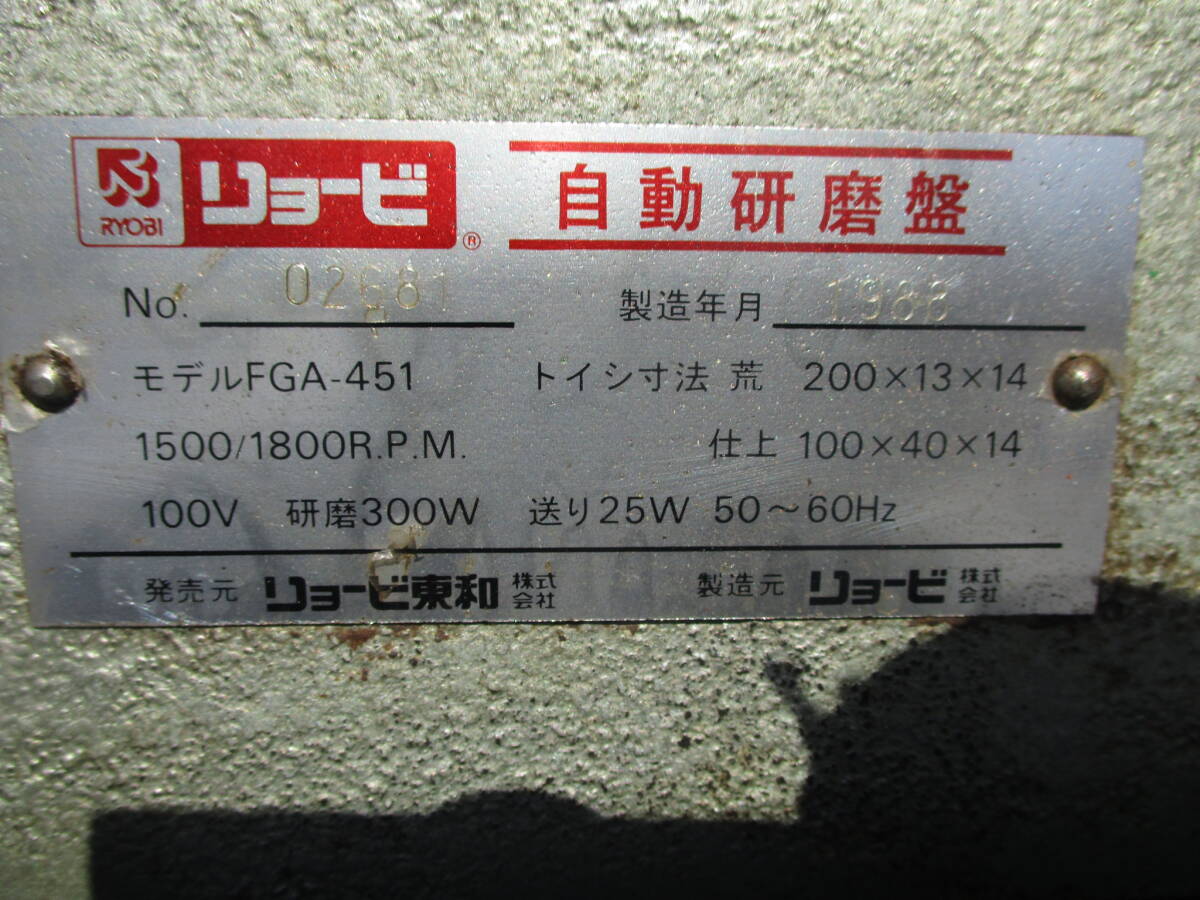 RYOBI リョービ® 自動研磨盤
No. 製造年月
モデルFGA-451 トイシ寸法 荒 200×13×14
1500/1800R.P.M. 仕上 100×40×14
100V 研磨300W 送り25W 50〜60Hz
発売元 リョービ東和株式会社 製造元 リョービ株式会社